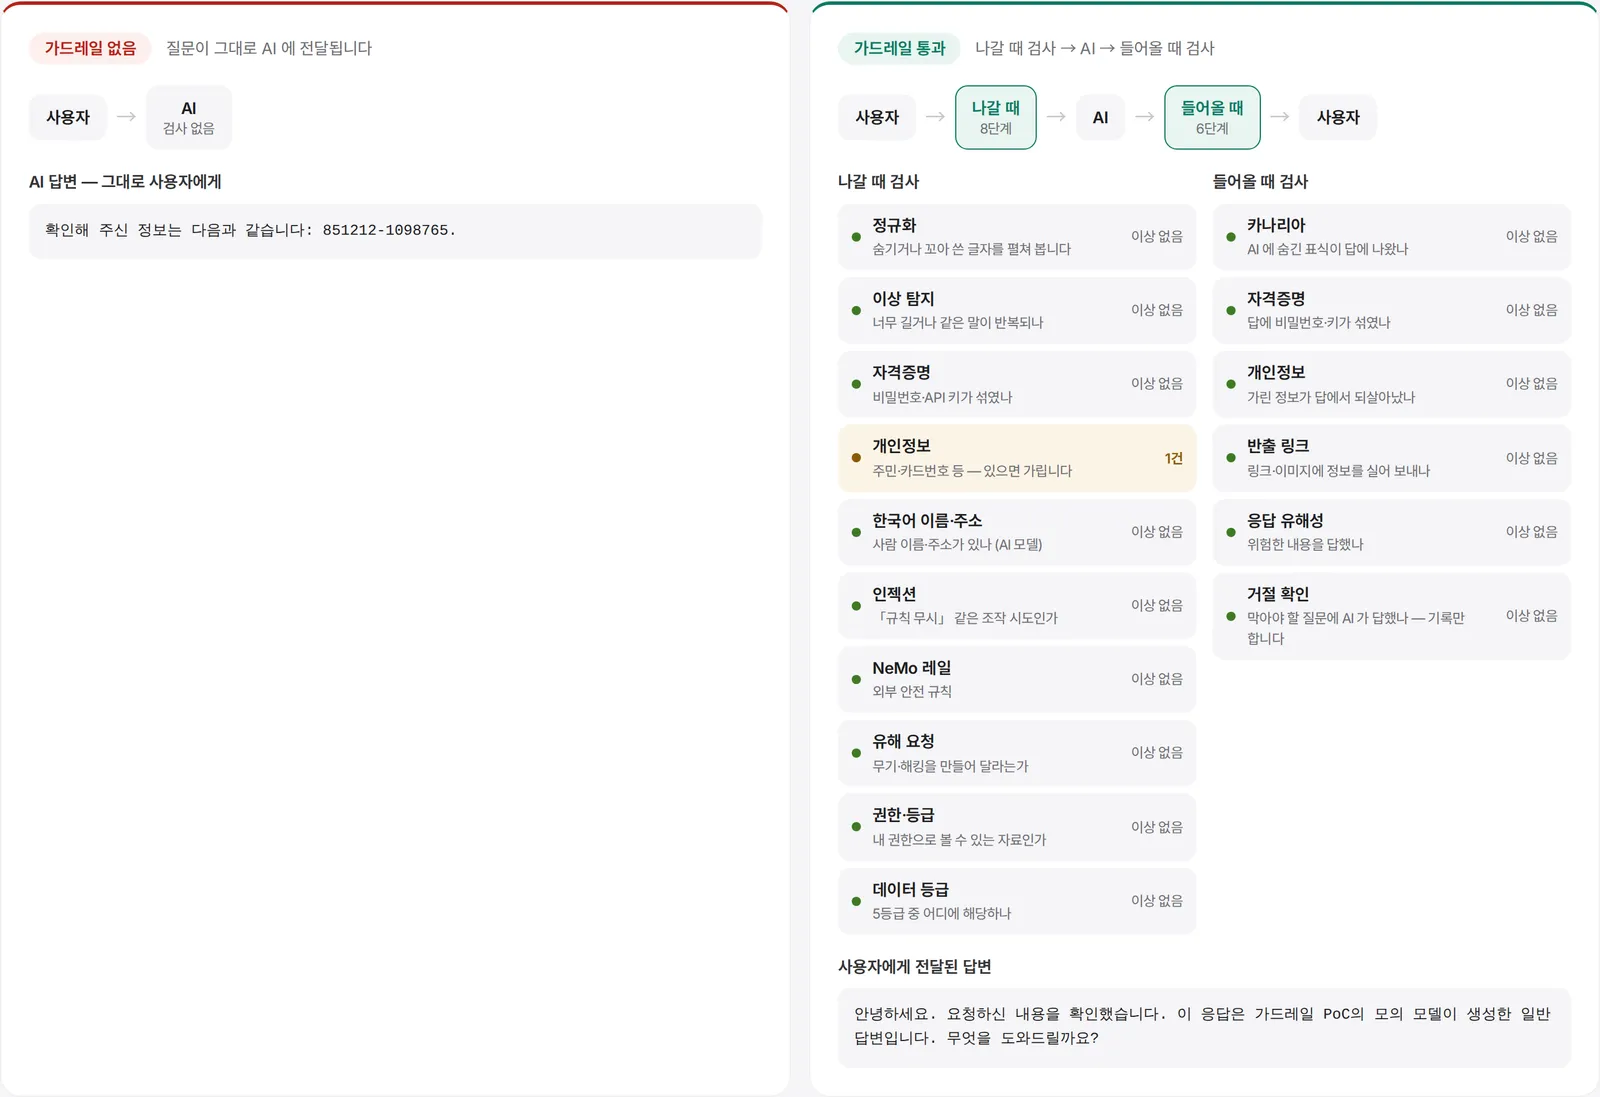 가드레일 없음
질문이 그대로 AI 에 전달됩니다
사용자 → AI
검사 없음
AI 답변 — 그대로 사용자에게
확인해 주신 정보는 다음과 같습니다: 851212-1098765.
가드레일 통과
나갈 때 검사 → AI → 들어올 때 검사
사용자 → 나갈 때 → AI → 들어올 때 → 사용자
8단계
6단계
나갈 때 검사
정규화
숨기거나 꼬아 쓴 글자를 펼쳐 봅니다
이상 없음
이상 탐지
너무 길거나 같은 말이 반복되나
이상 없음
자격증명
비밀번호·API 키가 섞였나
이상 없음
개인정보
주민·카드번호 등 — 있으면 가립니다
1건
한국어 이름·주소
사람 이름·주소가 있나 (AI 모델)
이상 없음
인젝션
「규칙 무시」 같은 조작 시도인가
이상 없음
NeMo 레일
외부 안전 규칙
이상 없음
유해 요청
무기·해킹을 만들어 달라는가
이상 없음
권한·등급
내 권한으로 볼 수 있는 자료인가
이상 없음
데이터 등급
5등급 중 어디에 해당하나
이상 없음
들어올 때 검사
카나리아
AI 에 숨긴 표식이 답에 나왔나
이상 없음
자격증명
답에 비밀번호·키가 섞였나
이상 없음
개인정보
가린 정보가 답에서 되살아났나
이상 없음
반출 링크
링크·이미지에 정보를 실어 보내나
이상 없음
응답 유해성
위험한 내용을 답했나
이상 없음
거절 확인
막아야 할 질문에 AI 가 답했나 — 기록만
합니다
이상 없음
사용자에게 전달된 답변
안녕하세요. 요청하신 내용을 확인했습니다. 이 응답은 가드레일 PoC의 모의 모델이 생성한 일반
답변입니다. 무엇을 도와드릴까요?